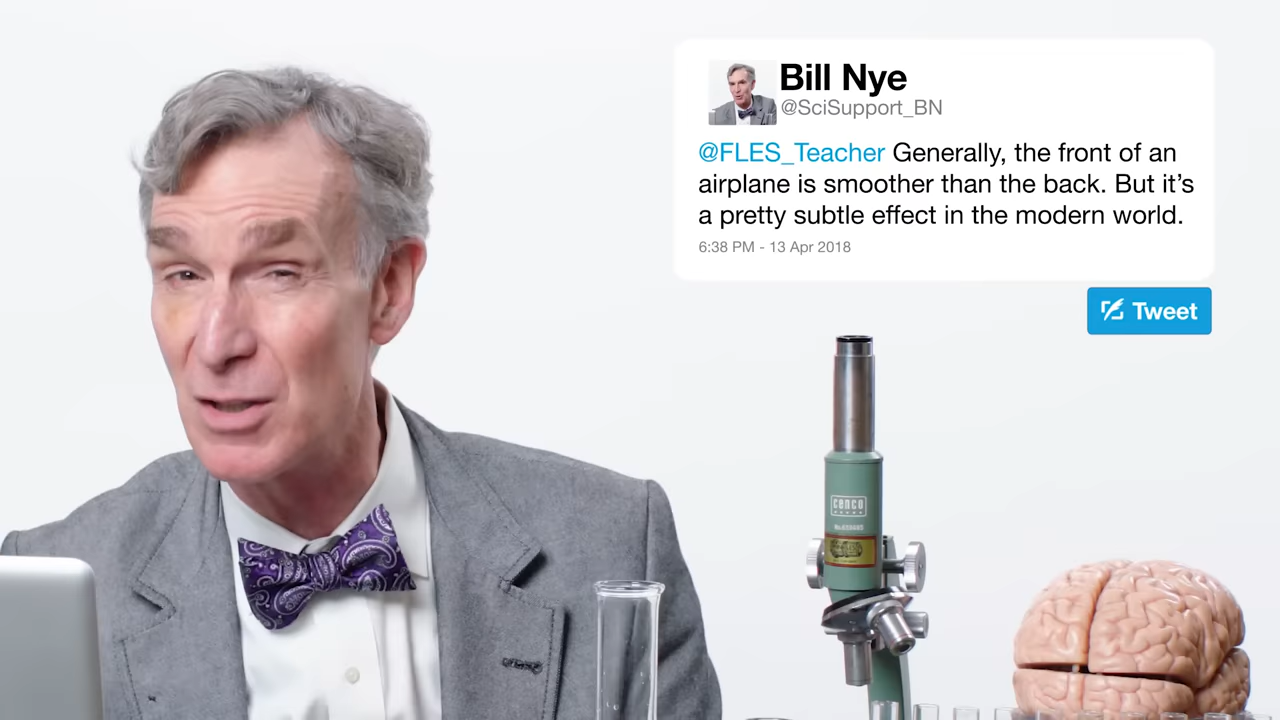 Bill Nye
@SciSupport_BN
@FLES_Teacher Generally, the front of an
airplane is smoother than the back. But it's
a pretty subtle effect in the modern world.
6:38 PM - 13 Apr 2018
Tweet
cenco